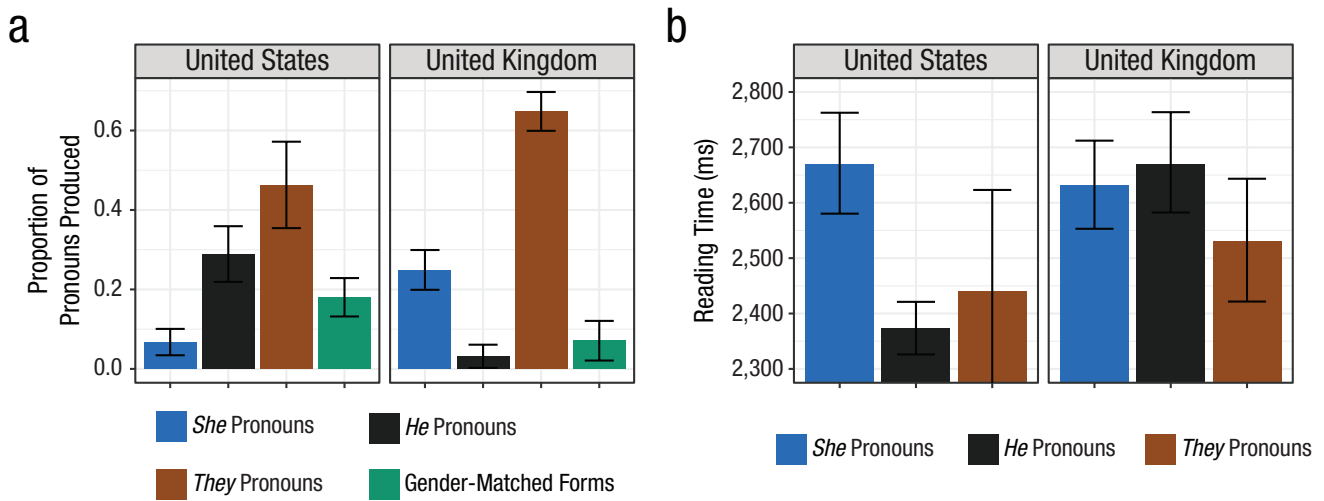 a
United States
United Kingdom
Proportion of
Pronouns Produced
0.6
0.4
0.2
0.0
She Pronouns
He Pronouns
They Pronouns
Gender-Matched Forms
b
United States
United Kingdom
Reading Time (ms)
2,800
2,700
2,600
2,500
2,400
2,300
She Pronouns
He Pronouns
They Pronouns